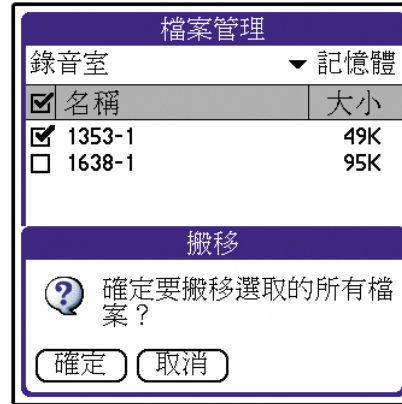 檔案管理
錄音室 記憶體
名稱 大小
1353-1 49K
1638-1 95K
搬移
確定要搬移選取的所有檔
案？
確定 取消